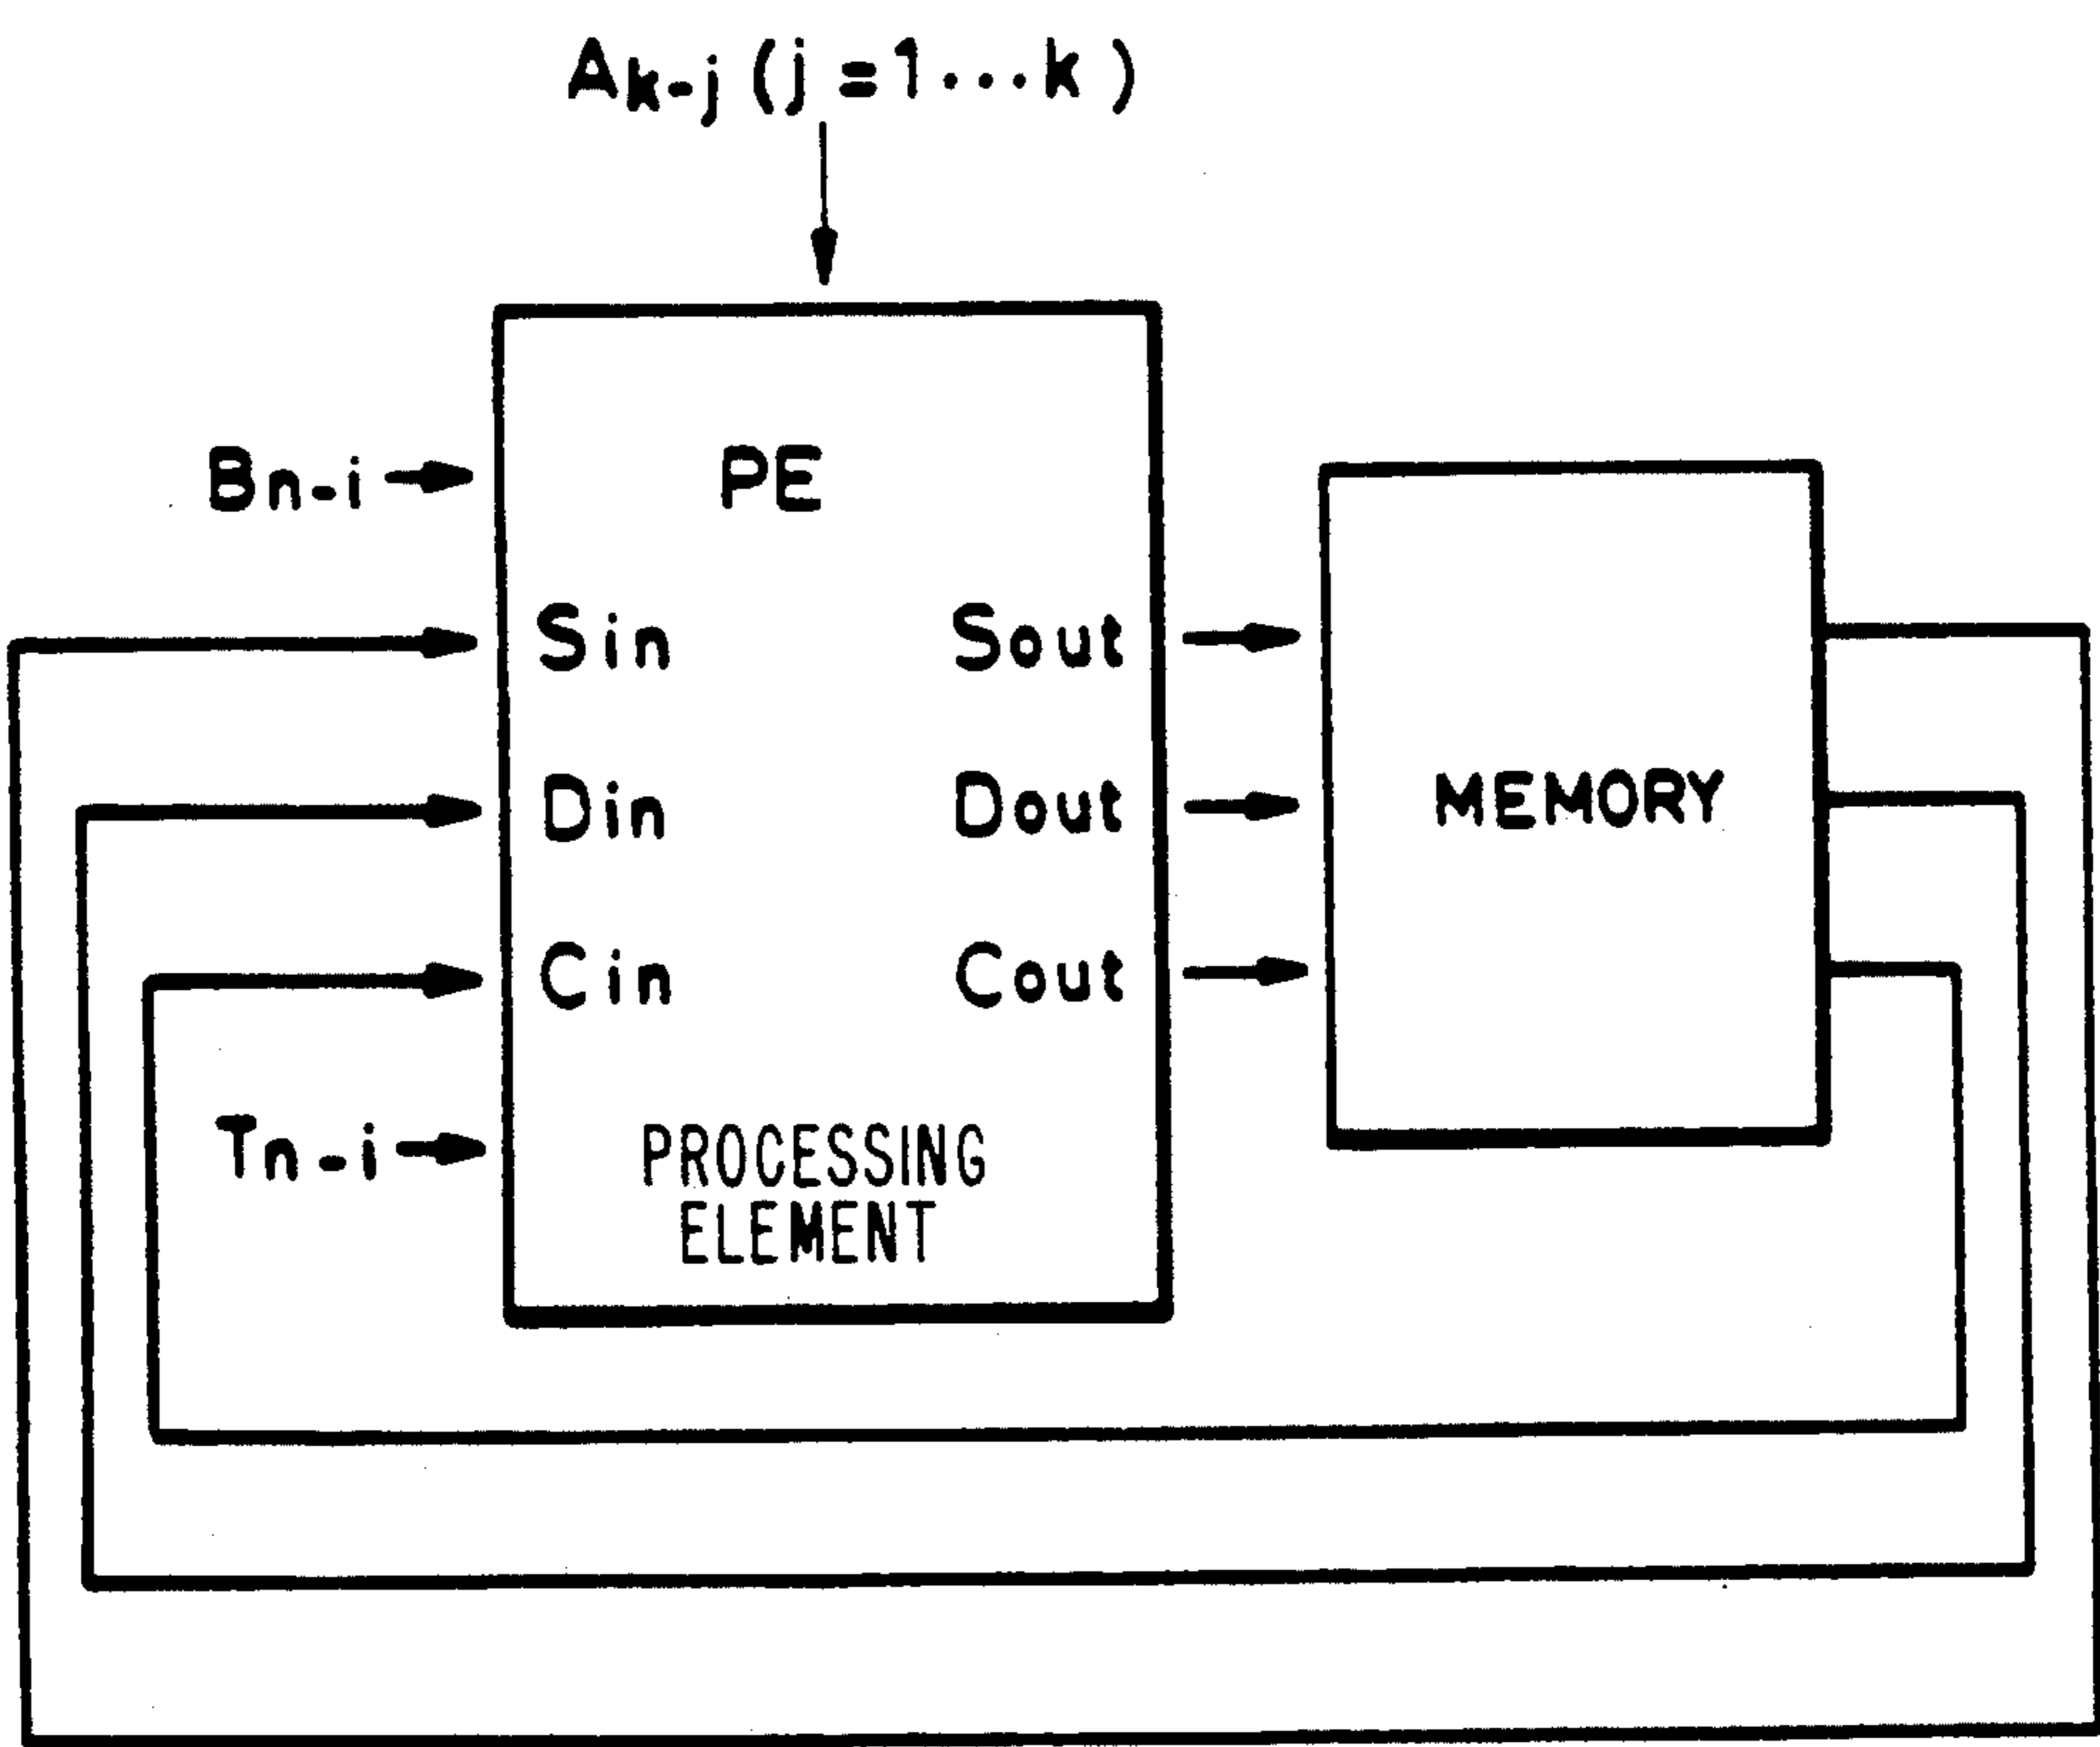 Ak-j (j=1...k)
Bn-i
PE
Sin
Sout
Din
Dout
MEMORY
Cin
Cout
Tn-i
PROCESSING
ELEMENT